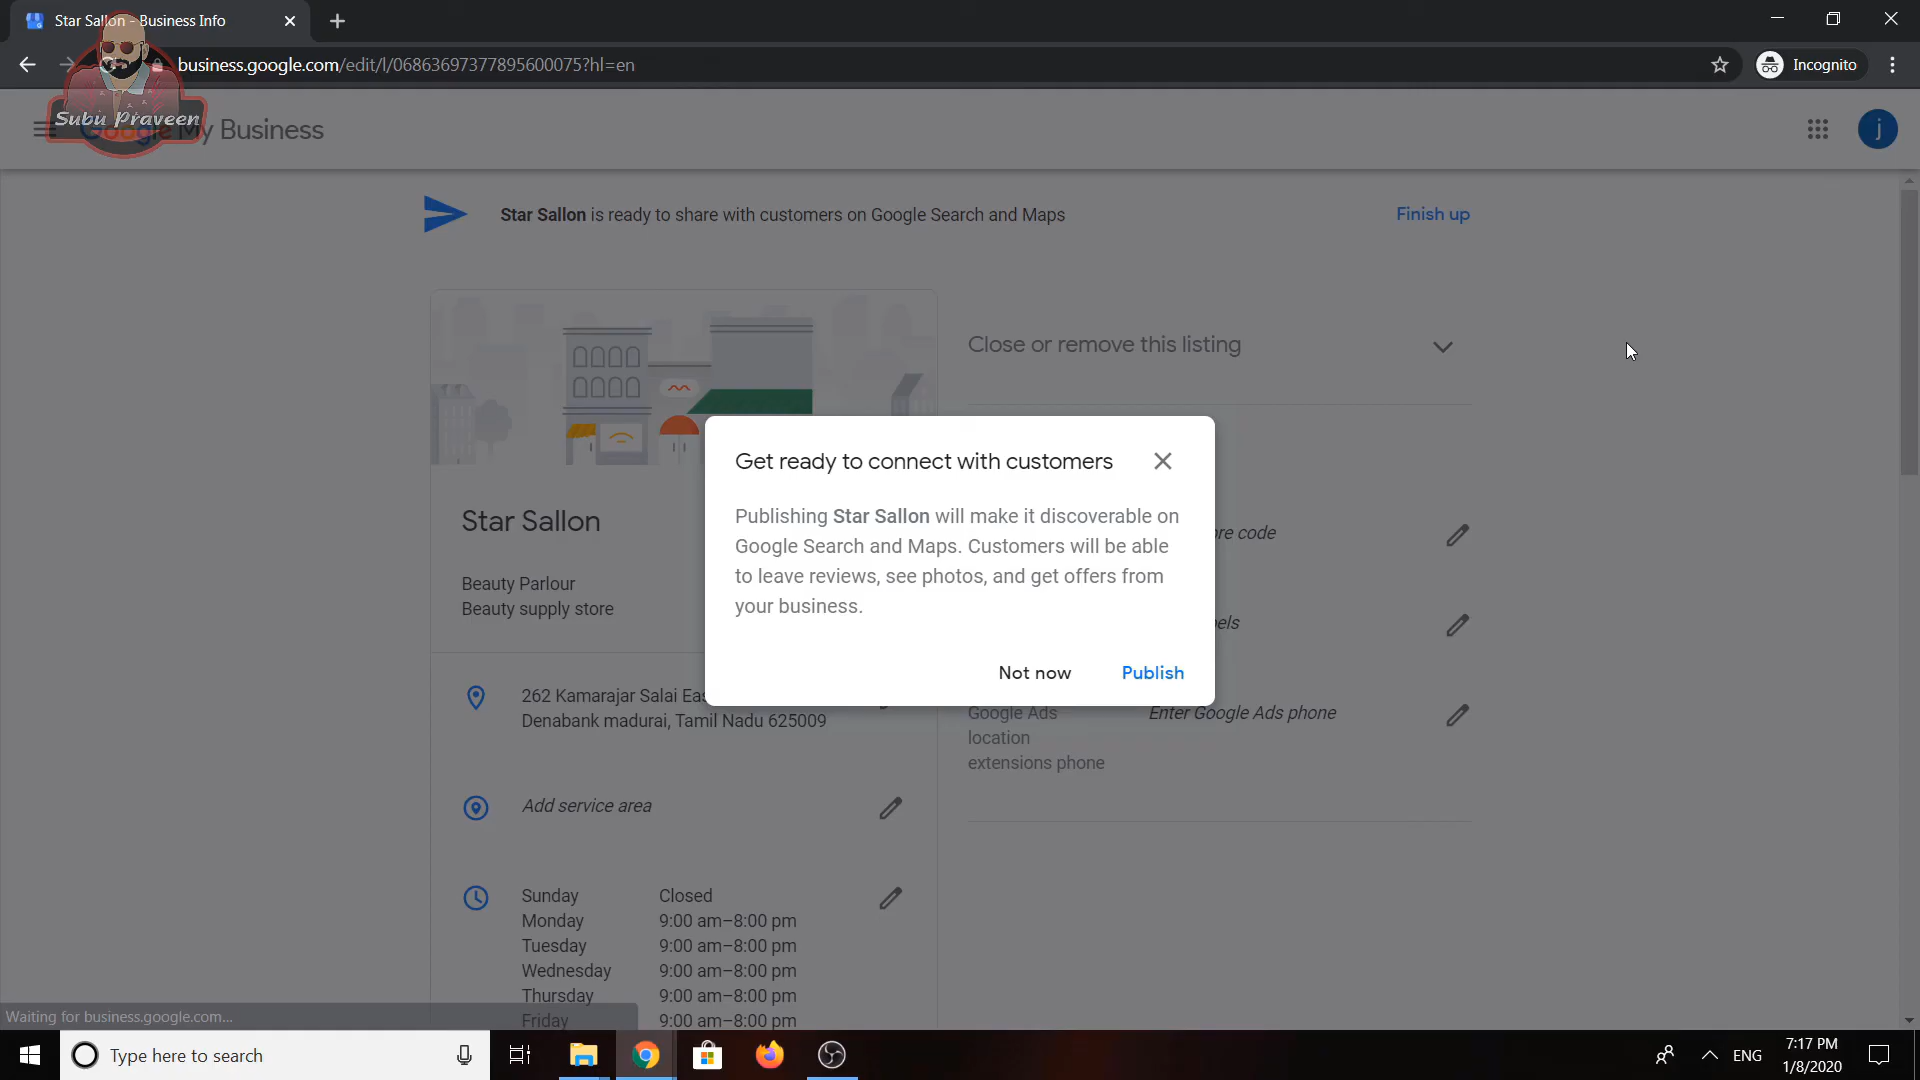 Star Sallon - Business Info
business.google.com/edit/l/06863697377895600075?hl=en
Incognito
Subu Praveen
Google My Business
j
Star Sallon is ready to share with customers on Google Search and Maps
Finish up
Close or remove this listing
Get ready to connect with customers
Publishing Star Sallon will make it discoverable on
Google Search and Maps. Customers will be able
to leave reviews, see photos, and get offers from
your business.
Not now
Publish
Star Sallon
Beauty Parlour
Beauty supply store
262 Kamarajar Salai
Denabank madurai, Tamil Nadu 625009
Add service area
Sunday Closed
Monday 9:00 am–8:00 pm
Tuesday 9:00 am–8:00 pm
Wednesday 9:00 am–8:00 pm
Thursday 9:00 am–8:00 pm
Friday 9:00 am–8:00 pm
code
Google Ads
location
extensions phone
Enter Google Ads phone
Waiting for business.google.com...
Type here to search
ENG
7:17 PM
1/8/2020